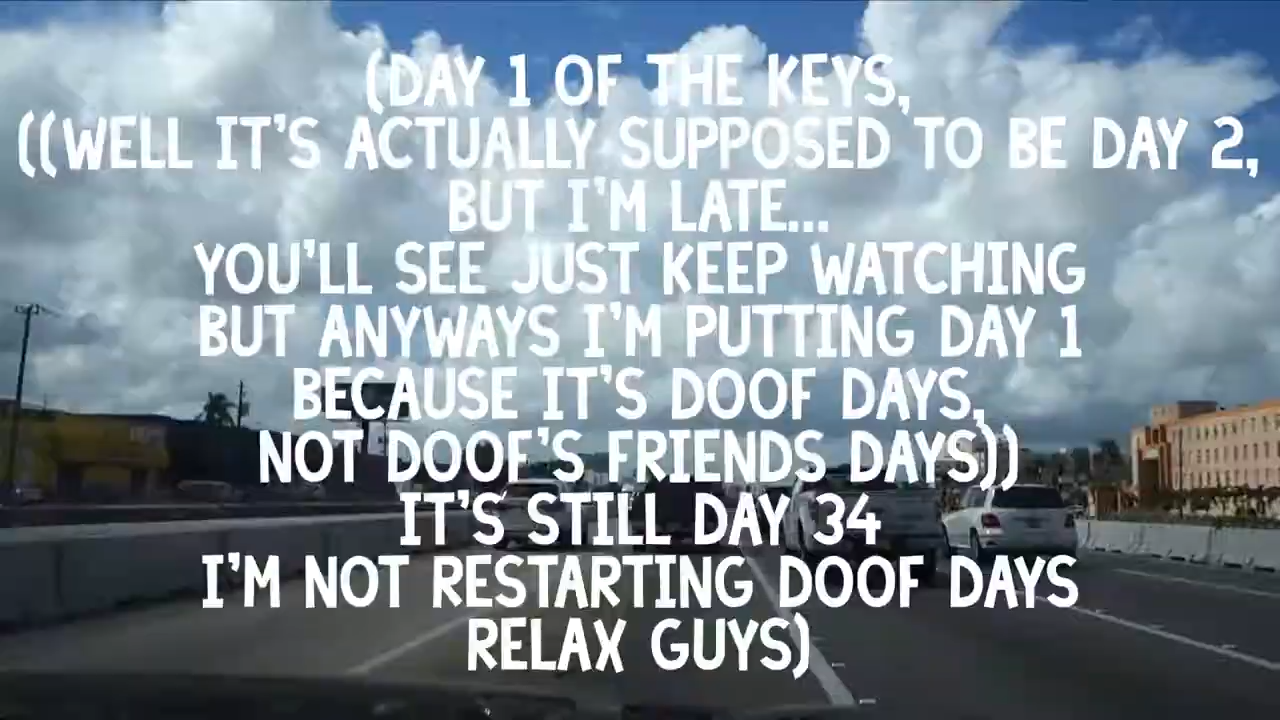 (DAY 1 OF THE KEYS,
((WELL IT'S ACTUALLY SUPPOSED TO BE DAY 2,
BUT I'M LATE...
YOU'LL SEE JUST KEEP WATCHING
BUT ANYWAYS I'M PUTTING DAY 1
BECAUSE IT'S DOOF DAYS,
NOT DOOF'S FRIENDS DAYS))
IT'S STILL DAY 34
I'M NOT RESTARTING DOOF DAYS
RELAX GUYS)